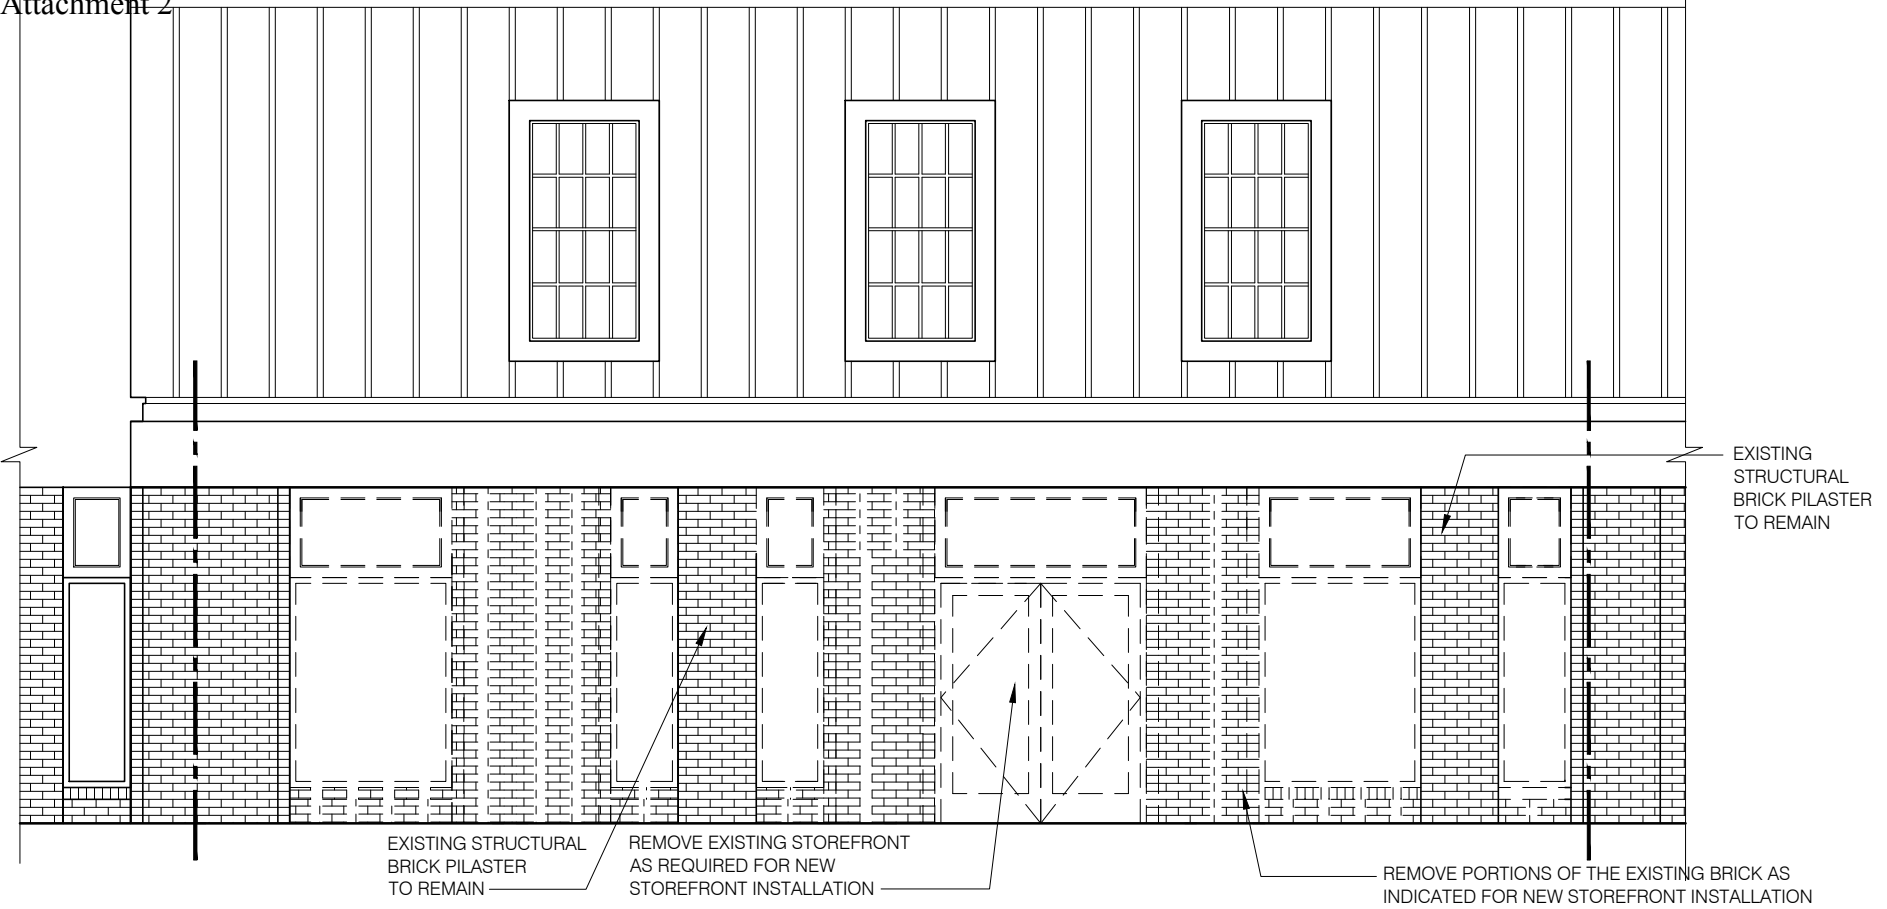 Attachment 2
EXISTING
STRUCTURAL
BRICK PILASTER
TO REMAIN
EXISTING STRUCTURAL
BRICK PILASTER
TO REMAIN
REMOVE EXISTING STOREFRONT
AS REQUIRED FOR NEW
STOREFRONT INSTALLATION
REMOVE PORTIONS OF THE EXISTING BRICK AS
INDICATED FOR NEW STOREFRONT INSTALLATION